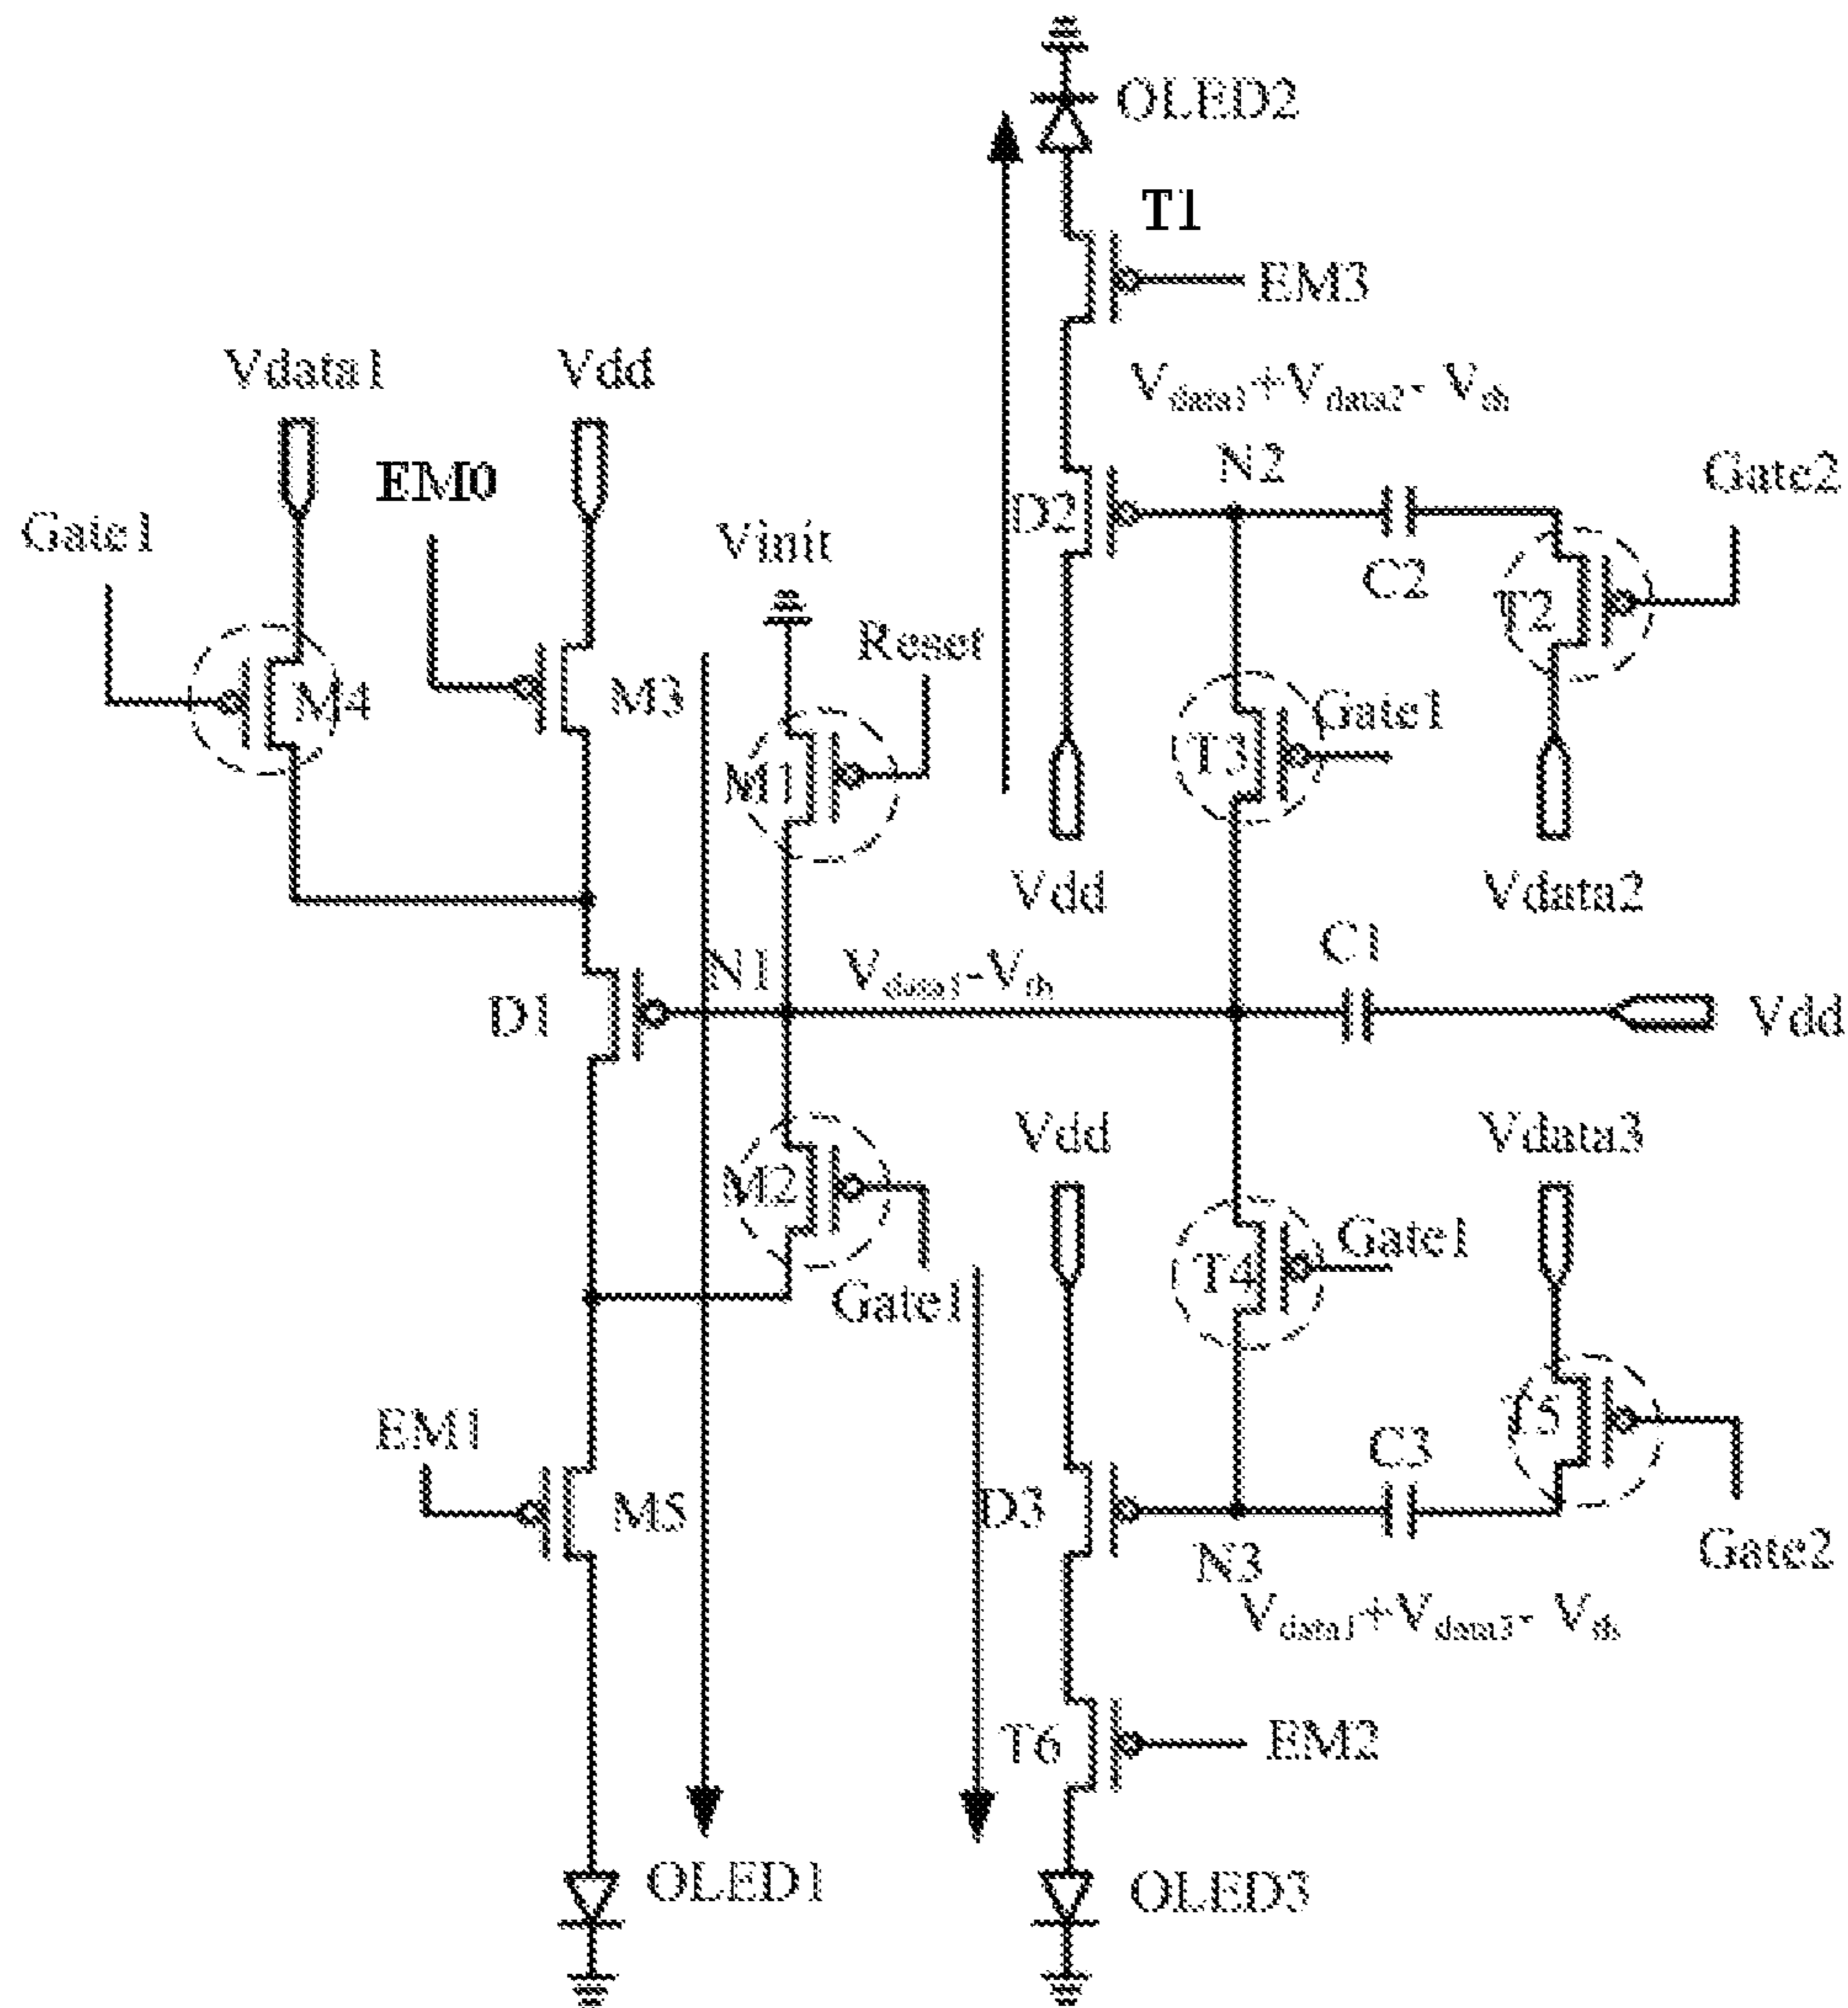 OLED2
T1
EM3
Vdata1
Vdd
Vdata1+Vdata2- Vth
EM0
N2
Gate2
Gate1
D2
Vinit
C2
T2
Reset
M4
M3
T3
Gate1
M1
Vdd
Vdata2
C1
N1
Vdata1-Vth
D1
Vdd
Vdd
Vdata3
M2
Gate1
T4
Gate1
EM1
T5
C3
M5
D3
N3
Gate2
Vdata1+Vdata3- Vth
T6
EM2
OLED1
OLED3